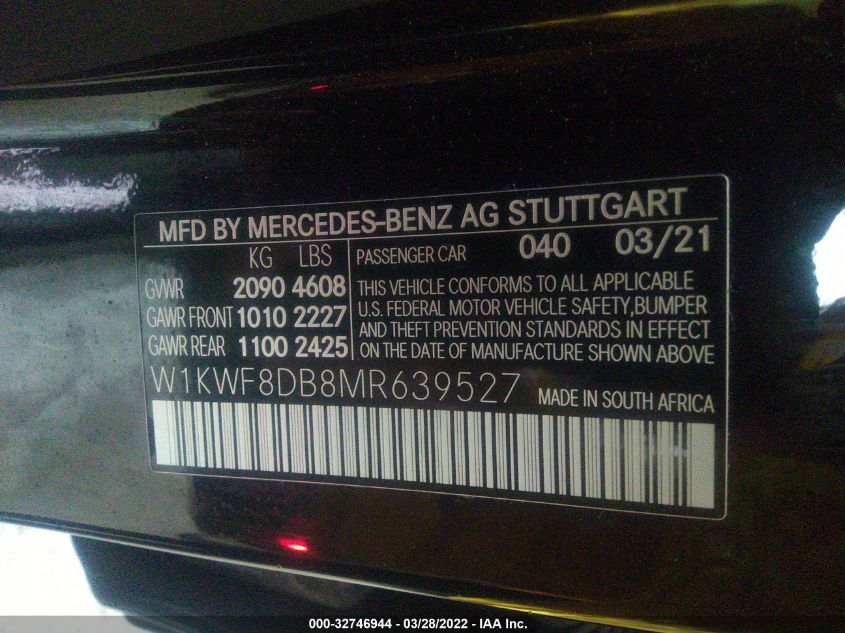 MFD BY MERCEDES-BENZ AG STUTTGART
KG LBS
GVWR 2090 4608
GAWR FRONT 1010 2227
GAWR REAR 1100 2425
PASSENGER CAR 040 03/21
THIS VEHICLE CONFORMS TO ALL APPLICABLE
U.S. FEDERAL MOTOR VEHICLE SAFETY,BUMPER
AND THEFT PREVENTION STANDARDS IN EFFECT
ON THE DATE OF MANUFACTURE SHOWN ABOVE
W1KWF8DB8MR639527 MADE IN SOUTH AFRICA
000-32746944 - 03/28/2022 - IAA Inc.